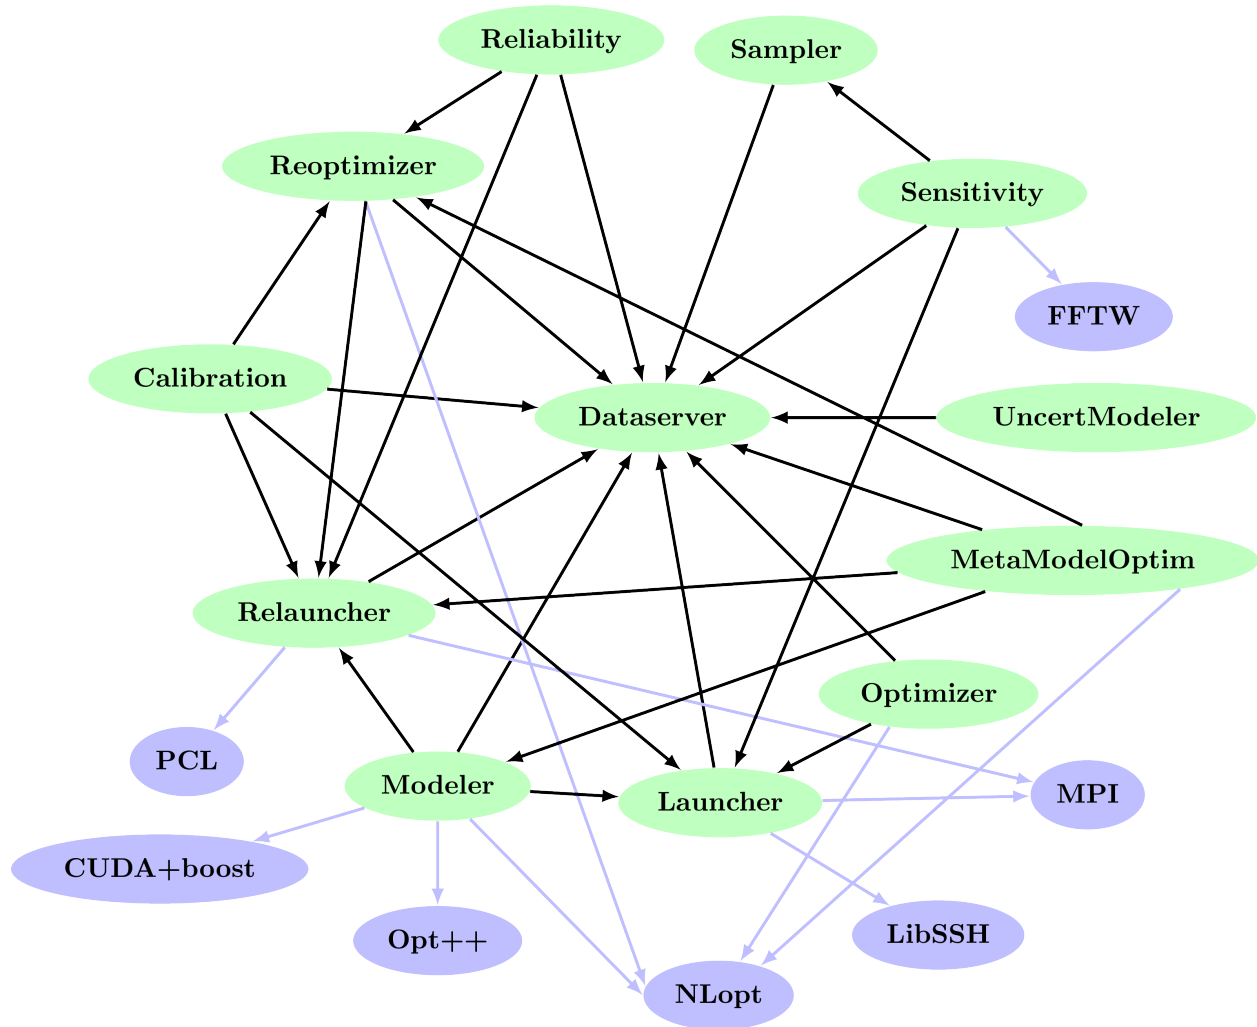 Reliability
Sampler
Reoptimizer
Sensitivity
FFTW
Calibration
Dataserver
UncertModeler
MetaModelOptim
Relauncher
Optimizer
PCL
Modeler
Launcher
MPI
CUDA+boost
Opt++
LibSSH
NLopt